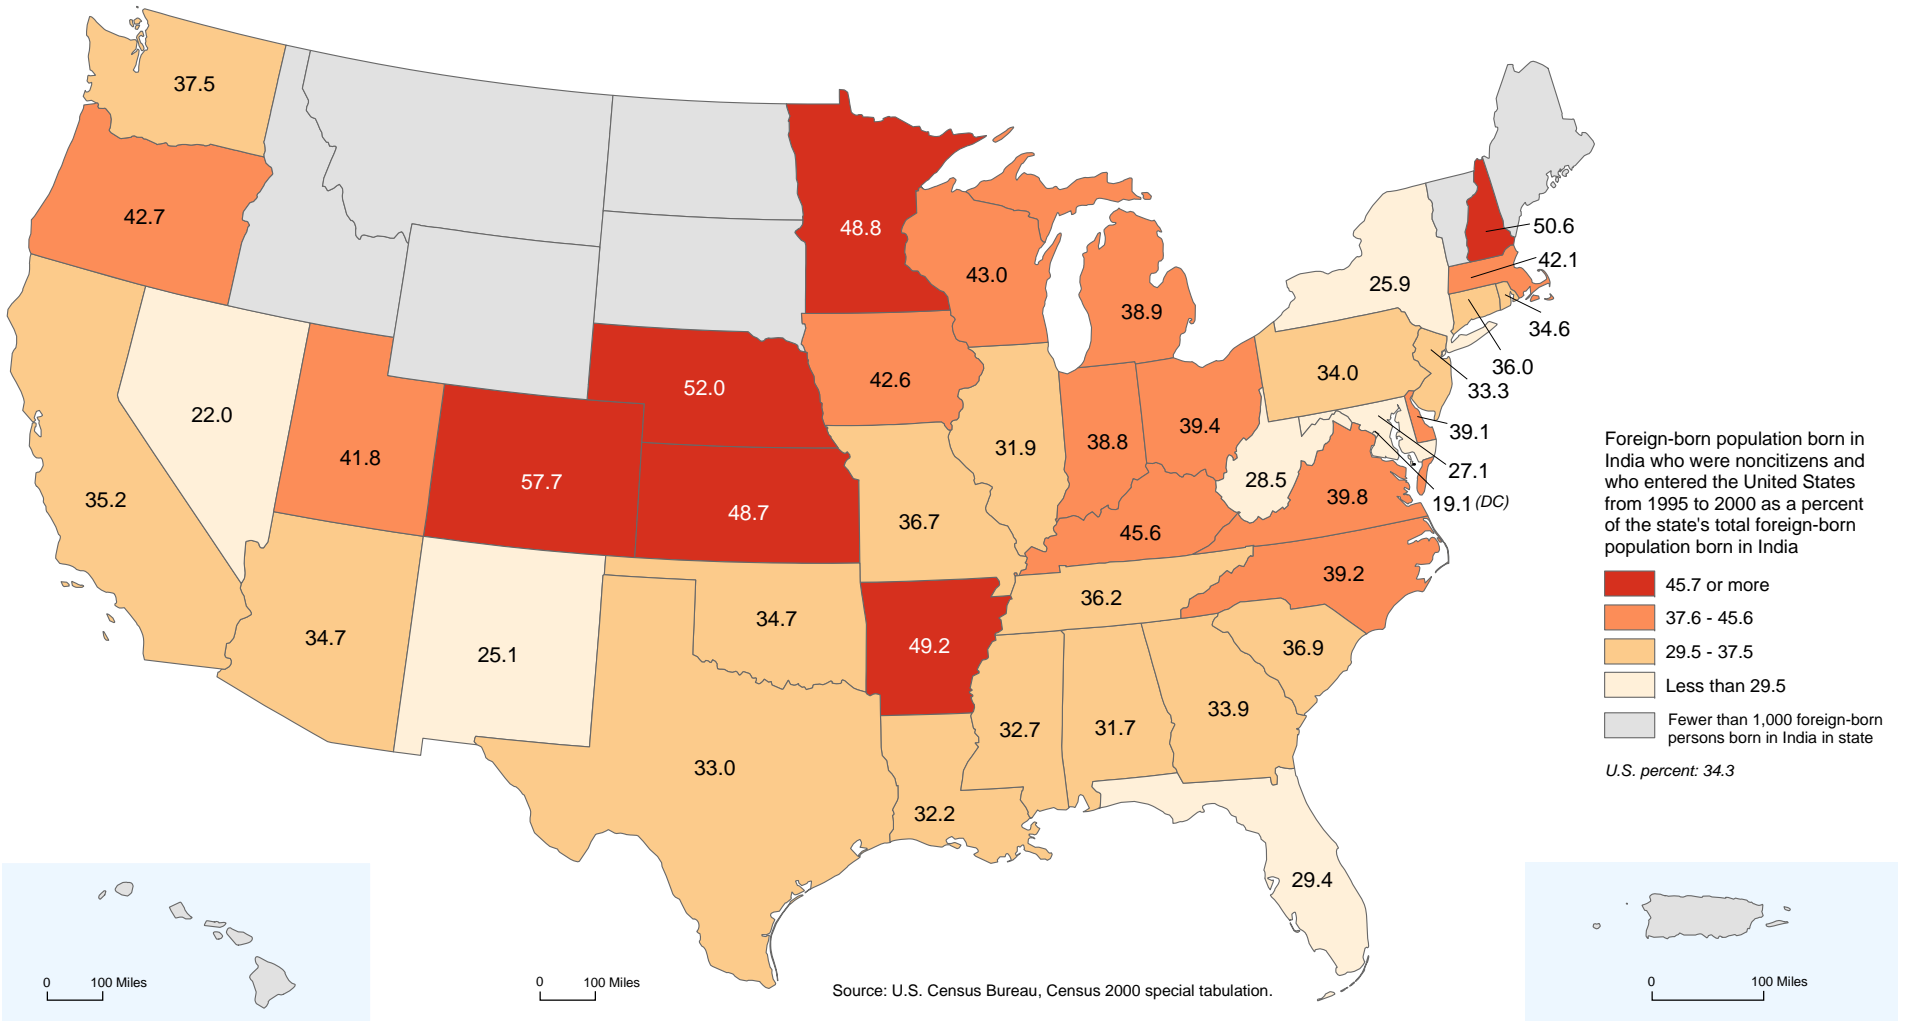 37.5
42.7
48.8
50.6
42.1
43.0
25.9
38.9
34.6
36.0
33.3
34.0
52.0
42.6
22.0
39.4
39.1
38.8
31.9
41.8
27.1
28.5
57.7
39.8
19.1 (DC)
35.2
48.7
36.7
45.6
39.2
36.2
34.7
34.7
49.2
36.9
25.1
33.9
32.7
31.7
33.0
32.2
29.4
Foreign-born population born in
India who were noncitizens and
who entered the United States
from 1995 to 2000 as a percent
of the state's total foreign-born
population born in India
45.7 or more
37.6 - 45.6
29.5 - 37.5
Less than 29.5
Fewer than 1,000 foreign-born
persons born in India in state
U.S. percent: 34.3
0 100 Miles
0 100 Miles
0 100 Miles
Source: U.S. Census Bureau, Census 2000 special tabulation.